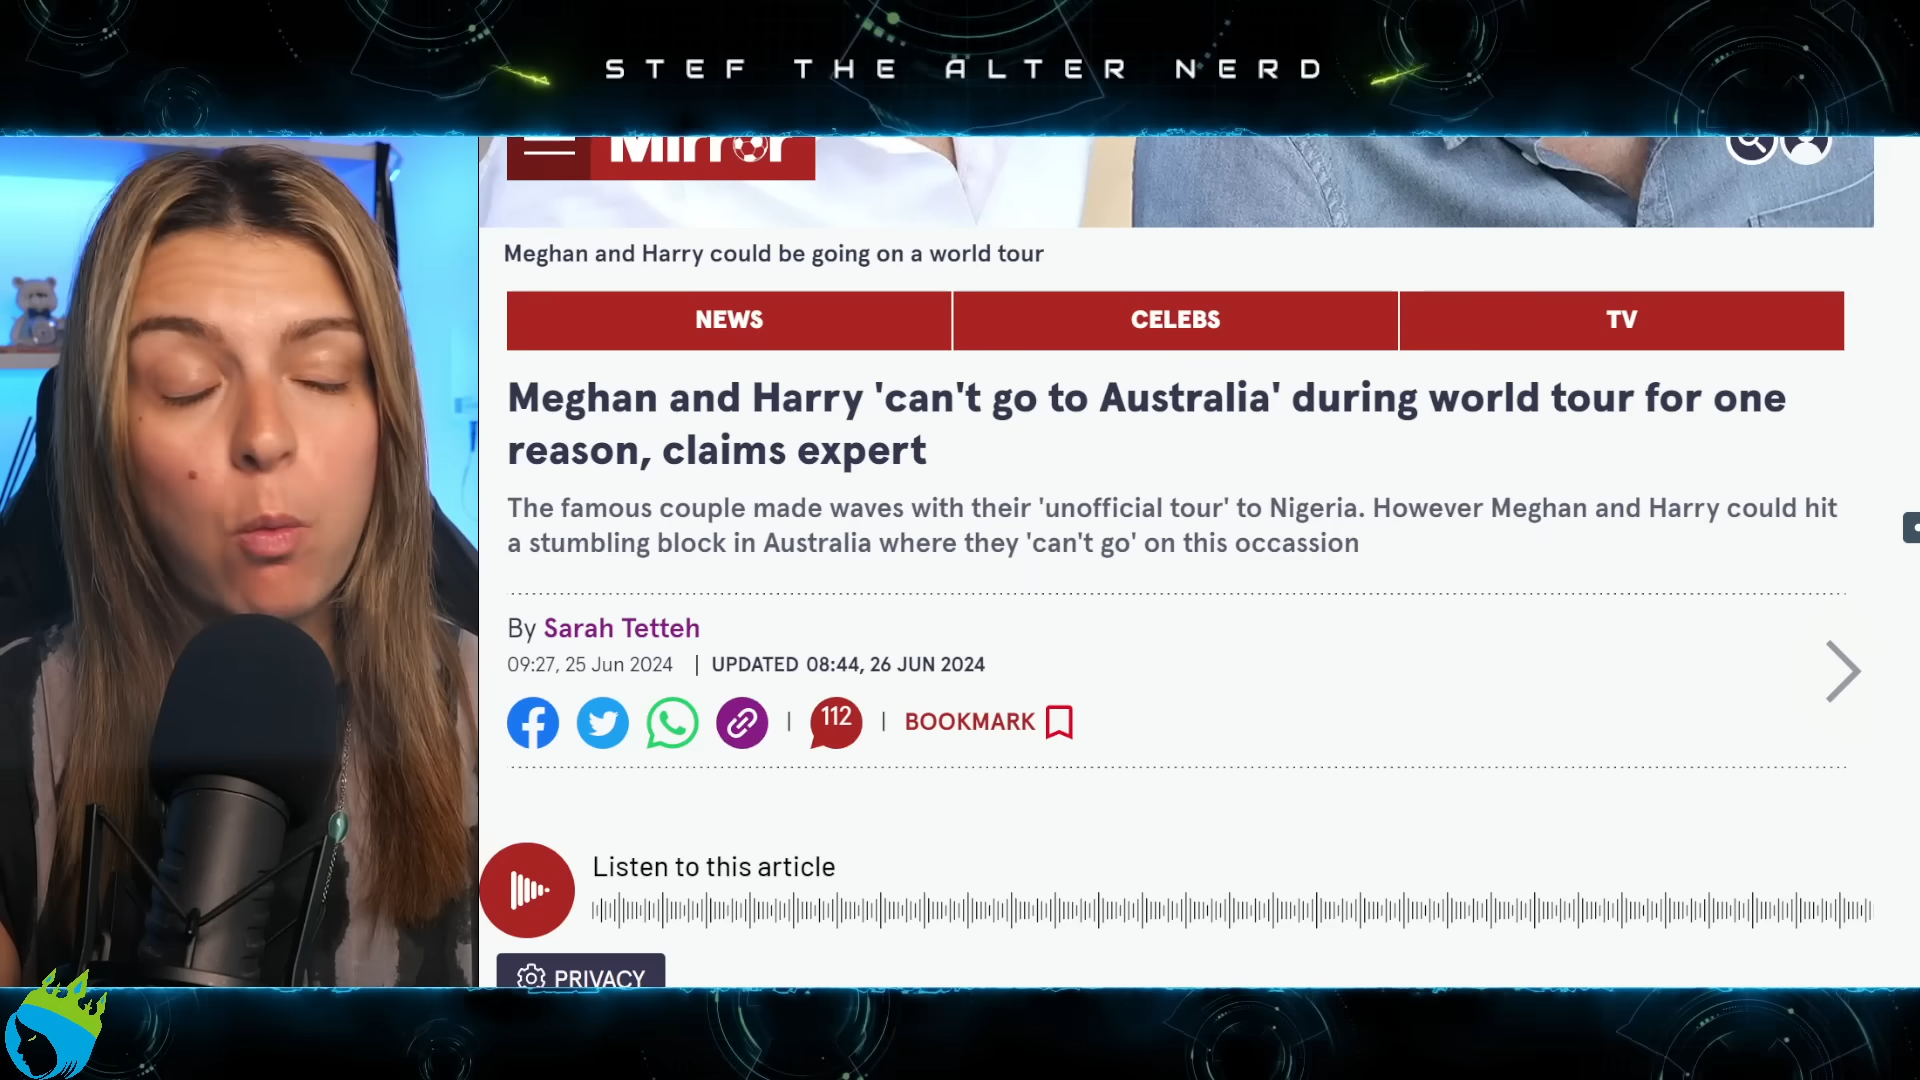 STEF THE ALTER NERD
Mirror
Meghan and Harry could be going on a world tour
NEWS
CELEBS
TV
Meghan and Harry 'can't go to Australia' during world tour for one
reason, claims expert
The famous couple made waves with their 'unofficial tour' to Nigeria. However Meghan and Harry could hit
a stumbling block in Australia where they 'can't go' on this occassion
By Sarah Tetteh
09:27, 25 Jun 2024 | UPDATED 08:44, 26 JUN 2024
112
BOOKMARK
Listen to this article
PRIVACY